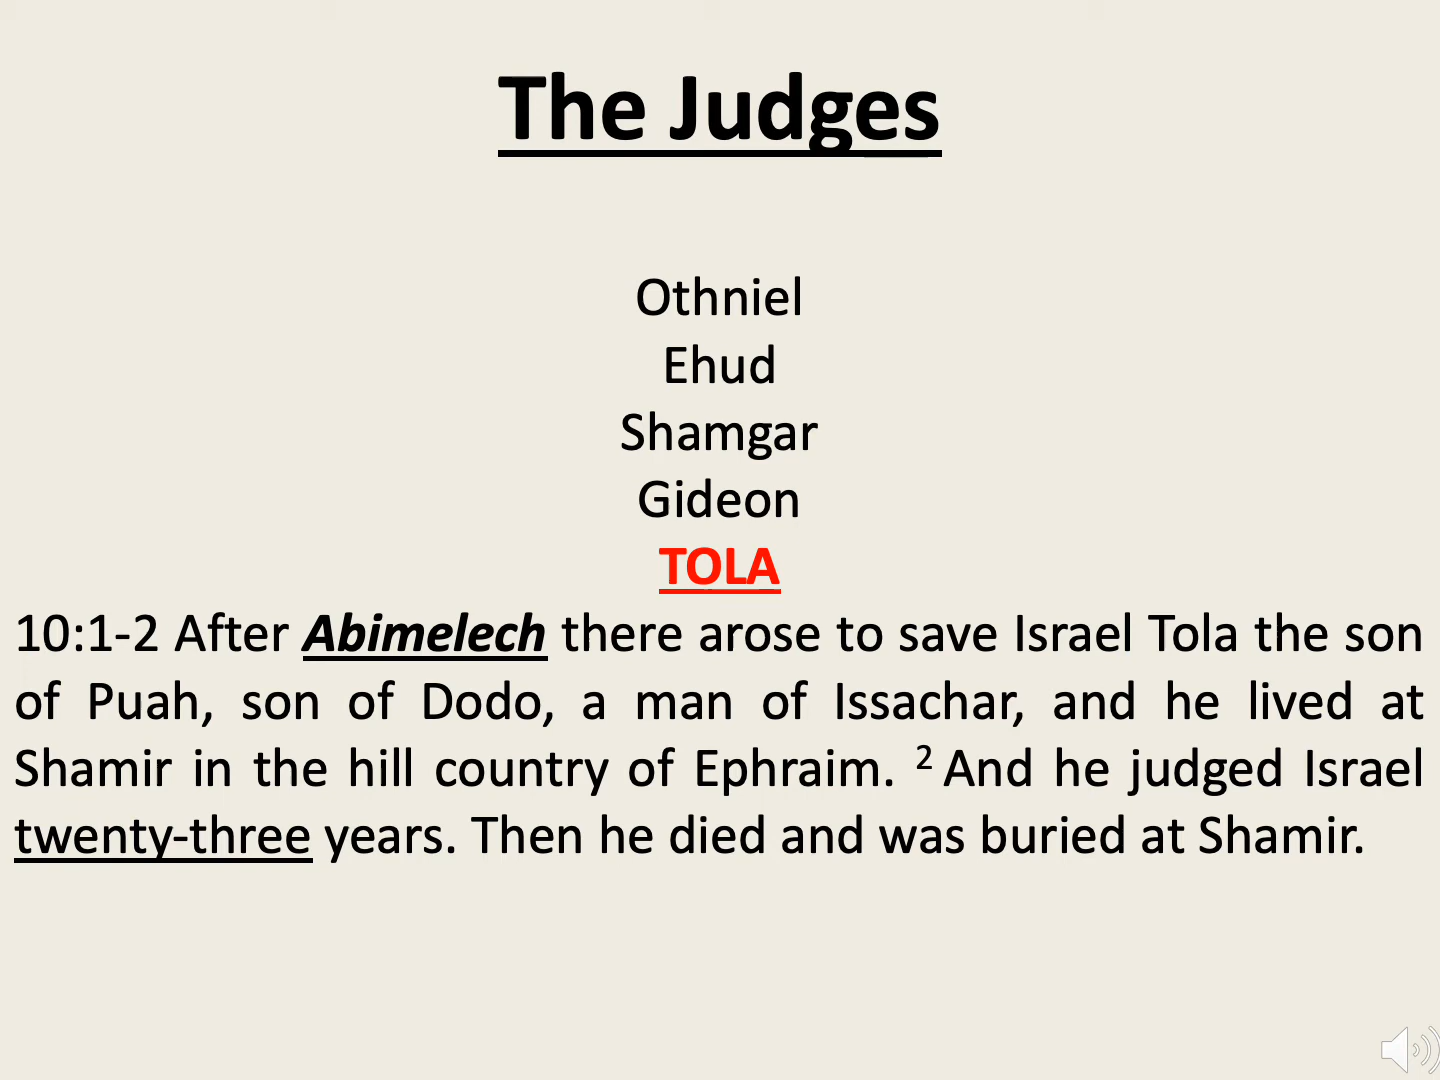 The Judges
Othniel
Ehud
Shamgar
Gideon
TOLA
10:1-2 After Abimelech there arose to save Israel Tola the son
of Puah, son of Dodo, a man of Issachar, and he lived at
Shamir in the hill country of Ephraim. 2 And he judged Israel
twenty-three years. Then he died and was buried at Shamir.